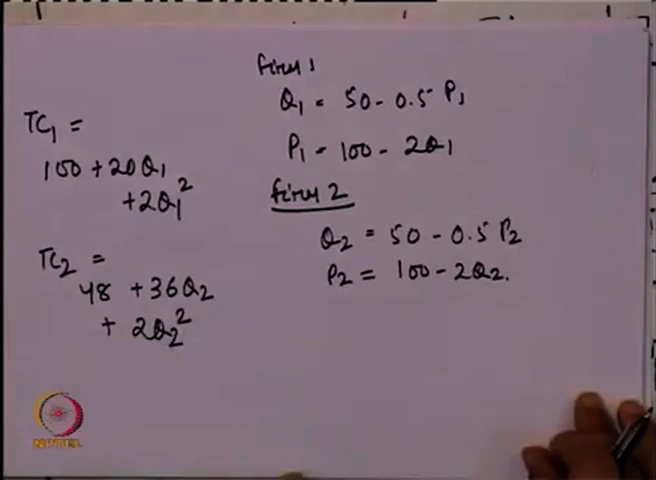 TC₁ =
100 + 20Q₁
+ 2Q₁²
TC₂ =
48 + 36Q₂
+ 2Q₂²
firm 1
Q₁ = 50 - 0.5 P₁
P₁ = 100 - 2Q₁
firm 2
Q₂ = 50 - 0.5 P₂
P₂ = 100 - 2Q₂.
NPTEL